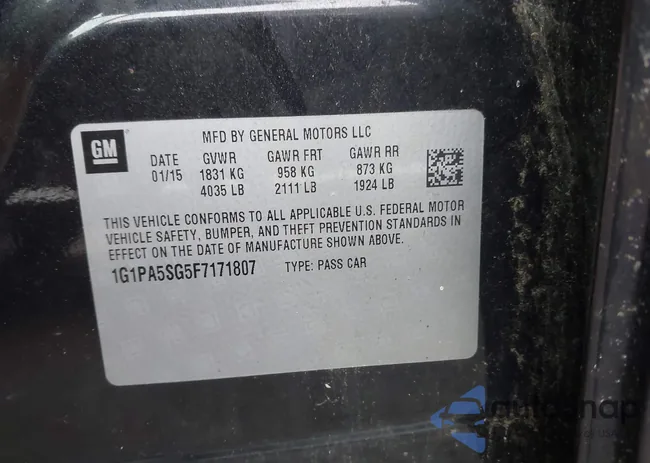 GM
MFD BY GENERAL MOTORS LLC
DATE GVWR GAWR FRT GAWR RR
01/15 1831 KG 958 KG 873 KG
4035 LB 2111 LB 1924 LB
THIS VEHICLE CONFORMS TO ALL APPLICABLE U.S. FEDERAL MOTOR
VEHICLE SAFETY, BUMPER, AND THEFT PREVENTION STANDARDS IN
EFFECT ON THE DATE OF MANUFACTURE SHOWN ABOVE.
1G1PA5SG5F7171807 TYPE: PASS CAR